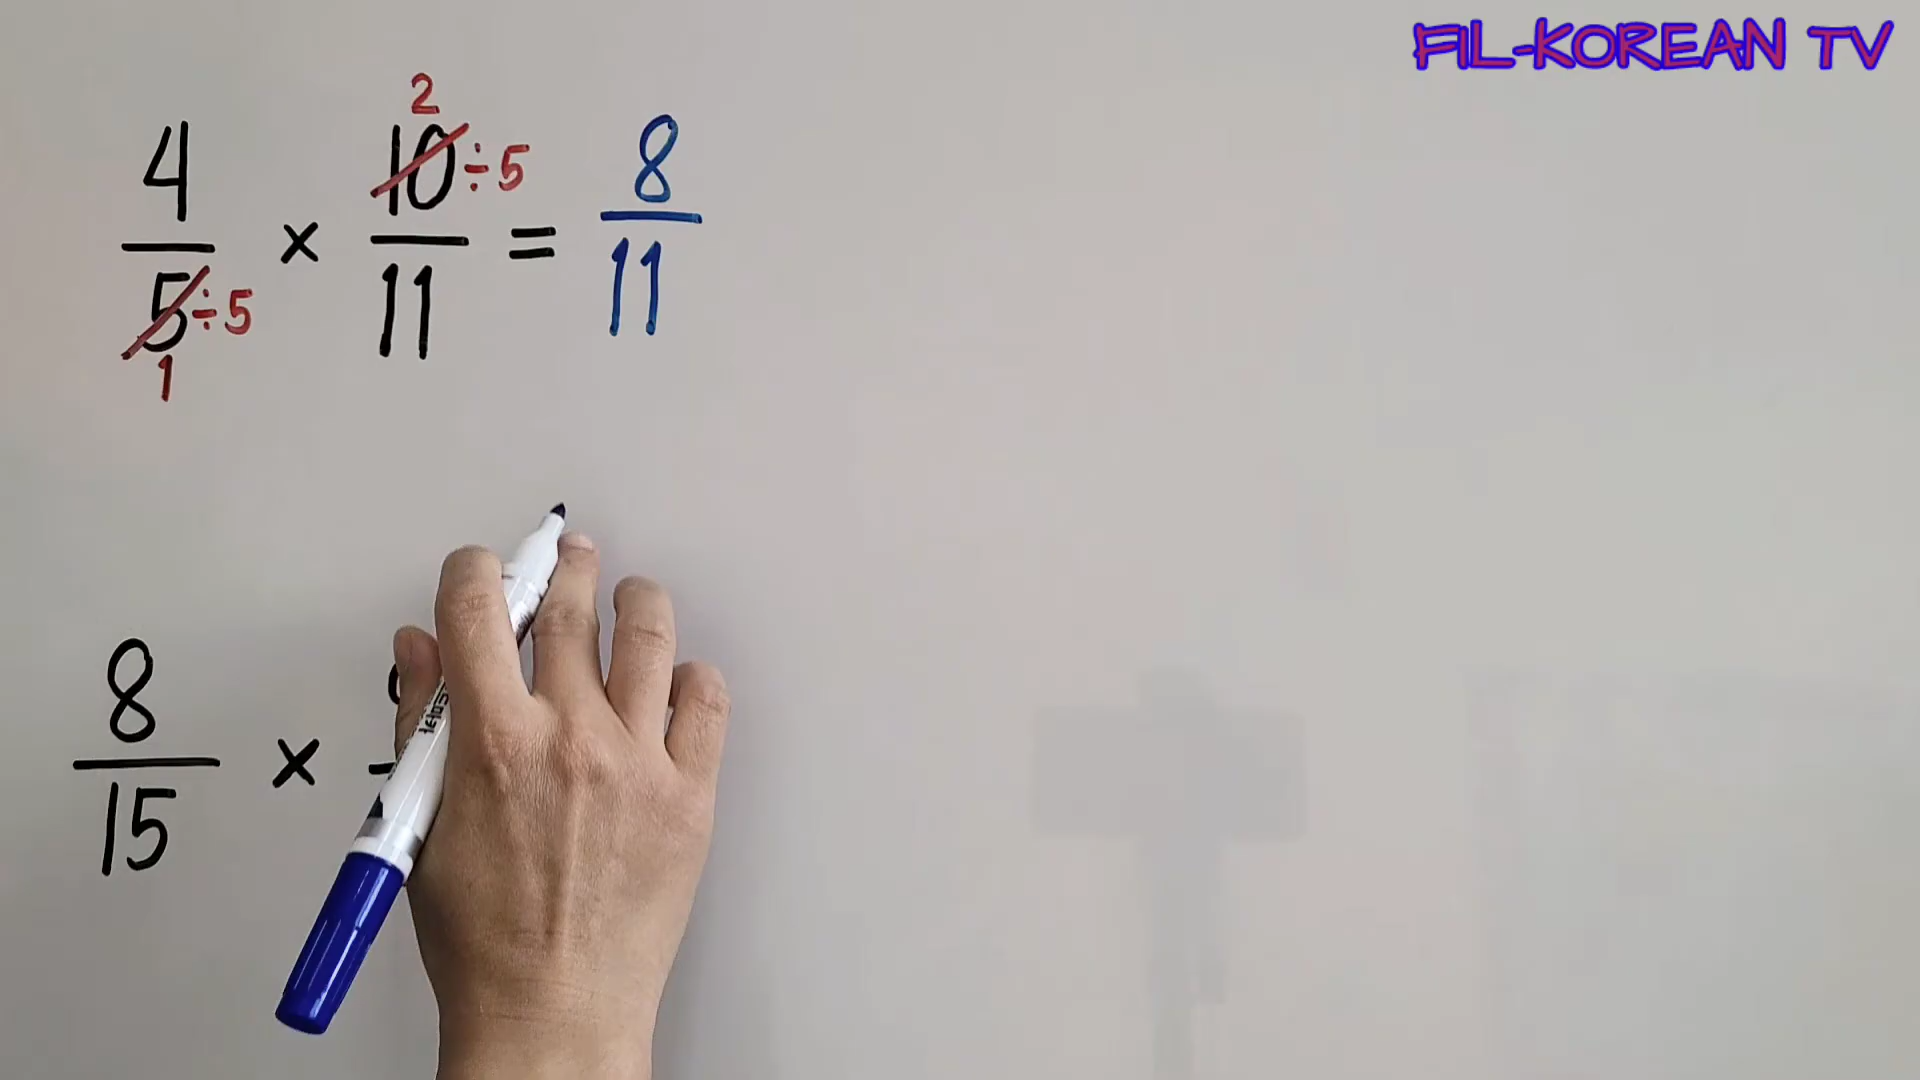 FIL-KOREAN TV
2
4/5 × 10/11 = 8/11
÷5
÷5
1
8/15 ×